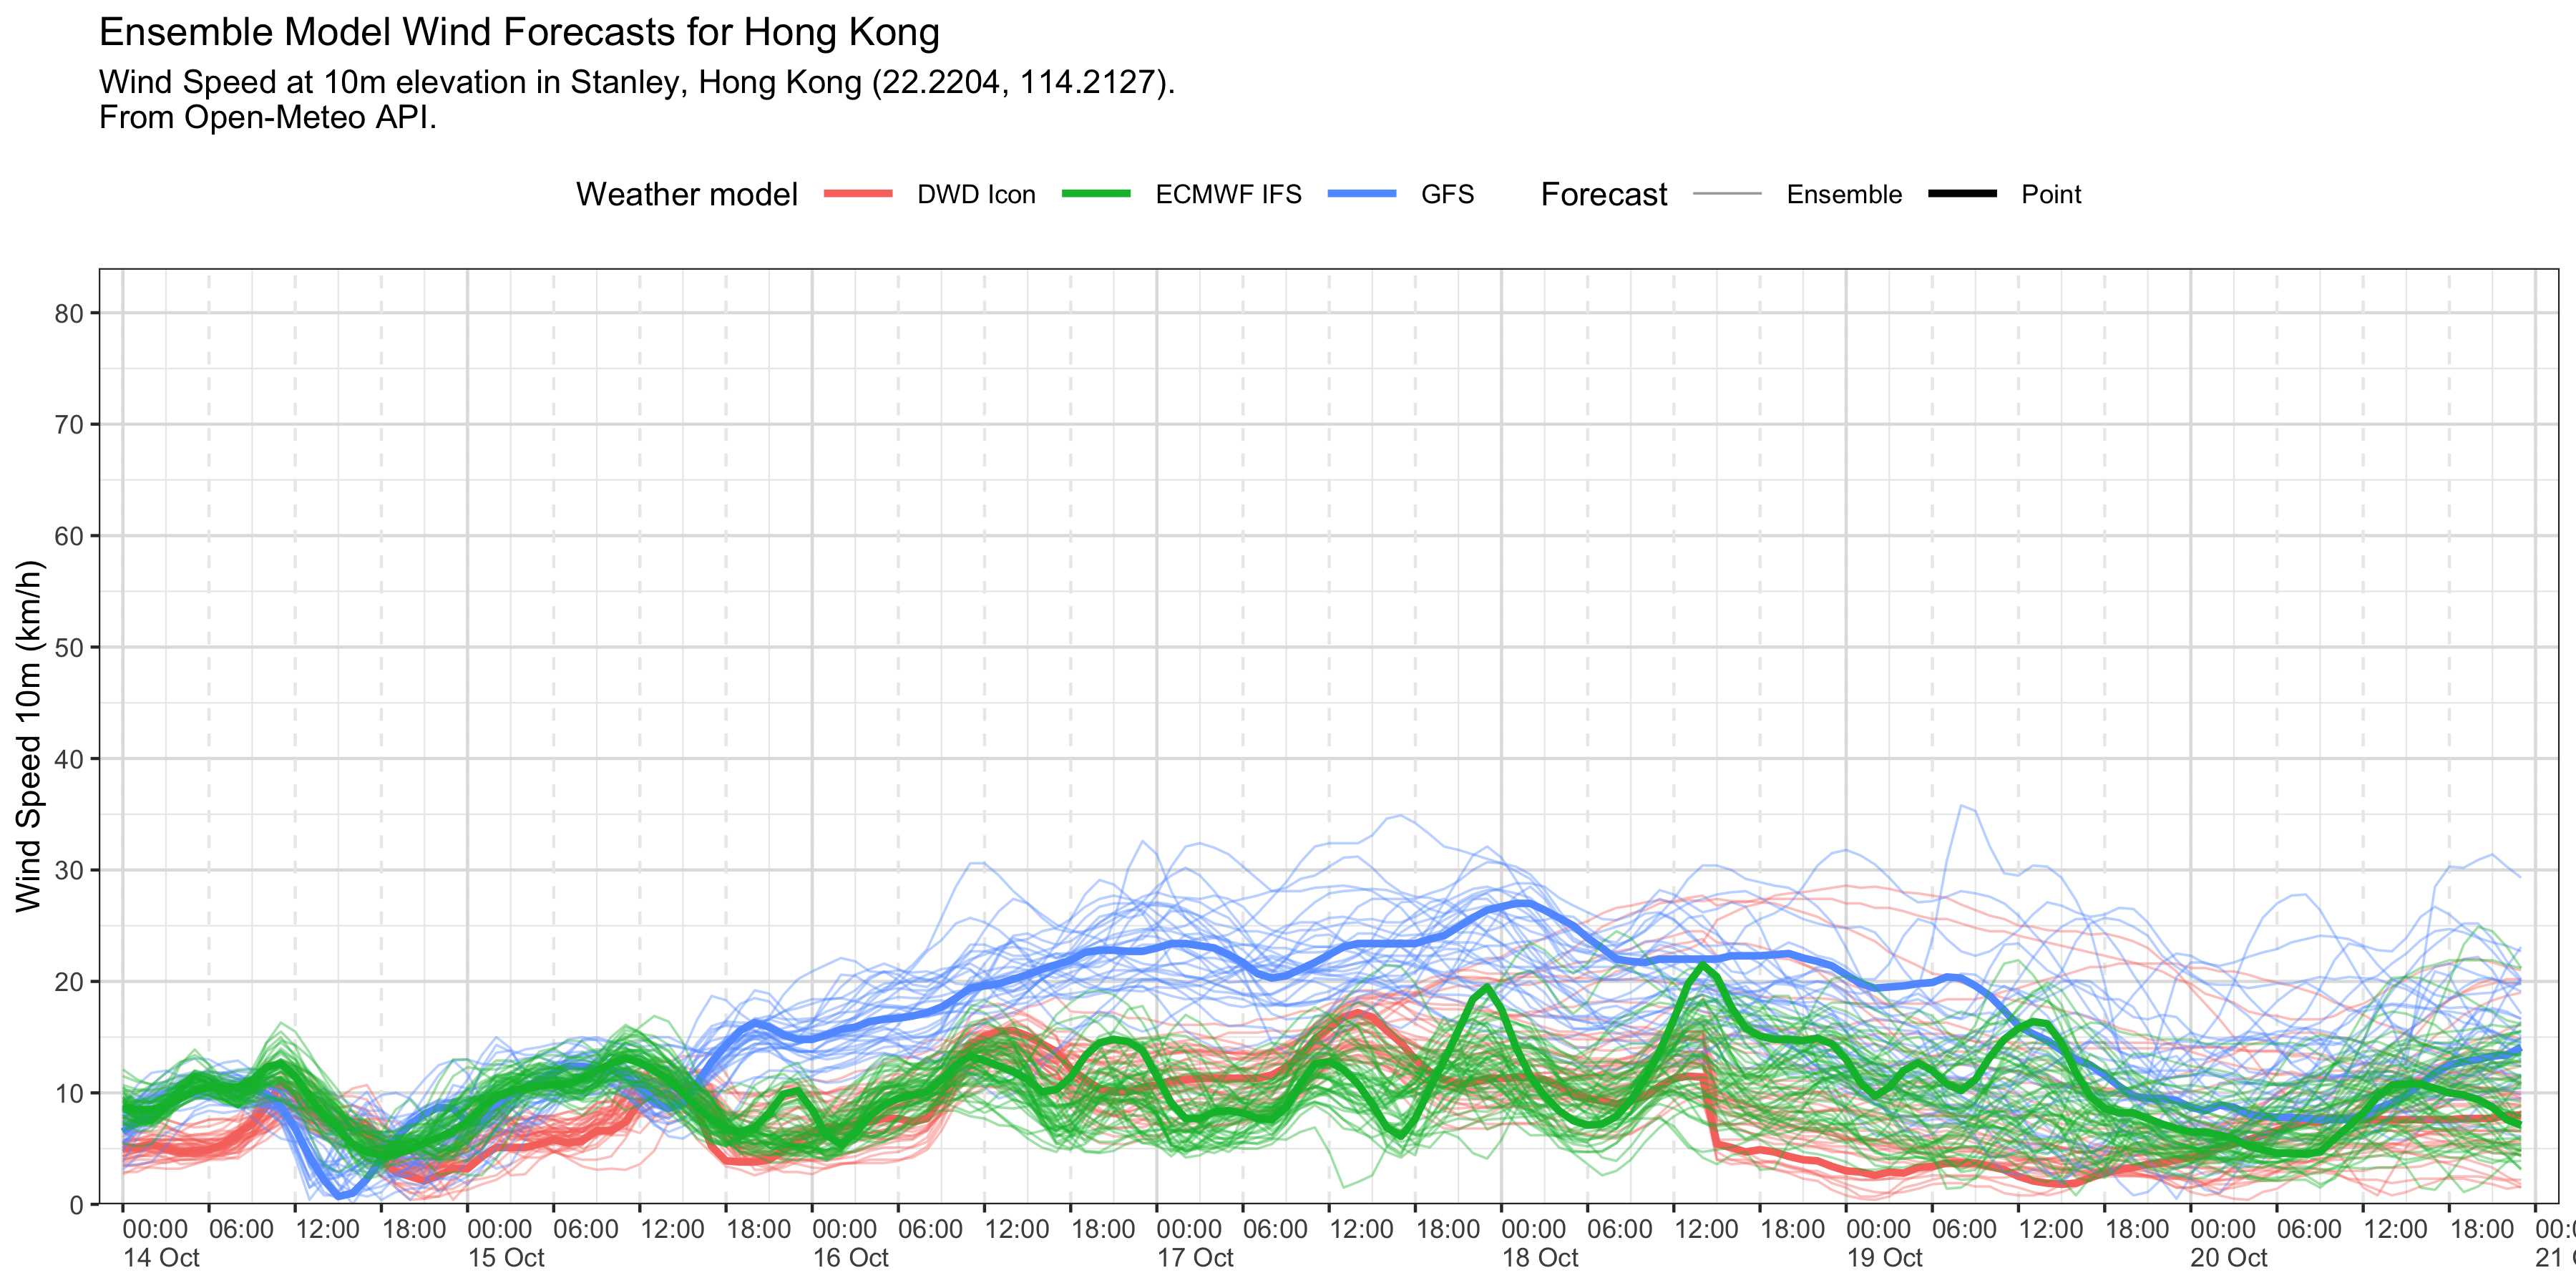 Ensemble Model Wind Forecasts for Hong Kong
Wind Speed at 10m elevation in Stanley, Hong Kong (22.2204, 114.2127).
From Open-Meteo API.
Weather model DWD Icon ECMWF IFS GFS Forecast Ensemble Point
80
70
60
50
40
30
20
10
0
Wind Speed 10m (km/h)
00:00 06:00 12:00 18:00 00:00 06:00 12:00 18:00 00:00 06:00 12:00 18:00 00:00 06:00 12:00 18:00 00:00 06:00 12:00 18:00 00:00 06:00 12:00 18:00 00:00 06:00 12:00 18:00
14 Oct 15 Oct 16 Oct 17 Oct 18 Oct 19 Oct 20 Oct 21